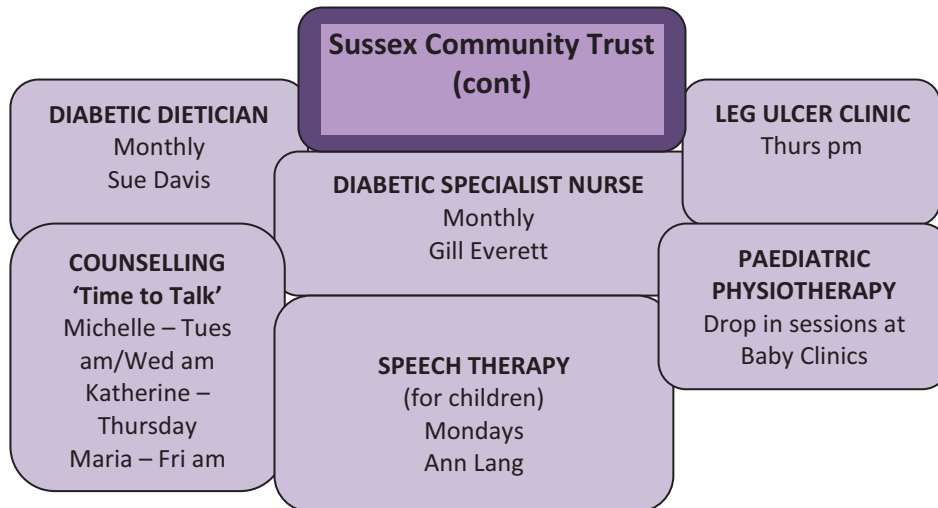 Sussex Community Trust
(cont)
DIABETIC DIETICIAN
Monthly
Sue Davis
LEG ULCER CLINIC
Thurs pm
DIABETIC SPECIALIST NURSE
Monthly
Gill Everett
COUNSELLING
‘Time to Talk’
Michelle – Tues
am/Wed am
Katherine –
Thursday
Maria – Fri am
PAEDIATRIC
PHYSIOTHERAPY
Drop in sessions at
Baby Clinics
SPEECH THERAPY
(for children)
Mondays
Ann Lang